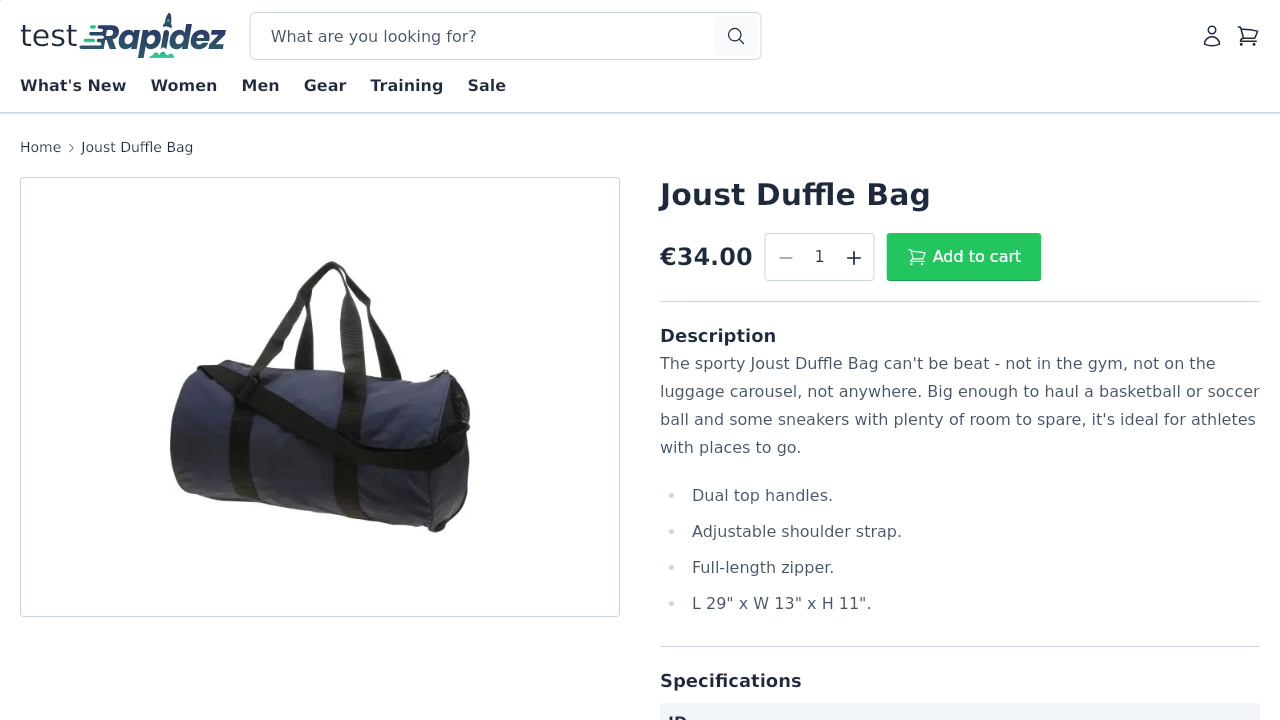 test Rapidez
What are you looking for?
What's New Women Men Gear Training Sale
Home Joust Duffle Bag
Joust Duffle Bag
€34.00 1 Add to cart
Description
The sporty Joust Duffle Bag can't be beat - not in the gym, not on the
luggage carousel, not anywhere. Big enough to haul a basketball or soccer
ball and some sneakers with plenty of room to spare, it's ideal for athletes
with places to go.
Dual top handles.
Adjustable shoulder strap.
Full-length zipper.
L 29" x W 13" x H 11".
Specifications
ID